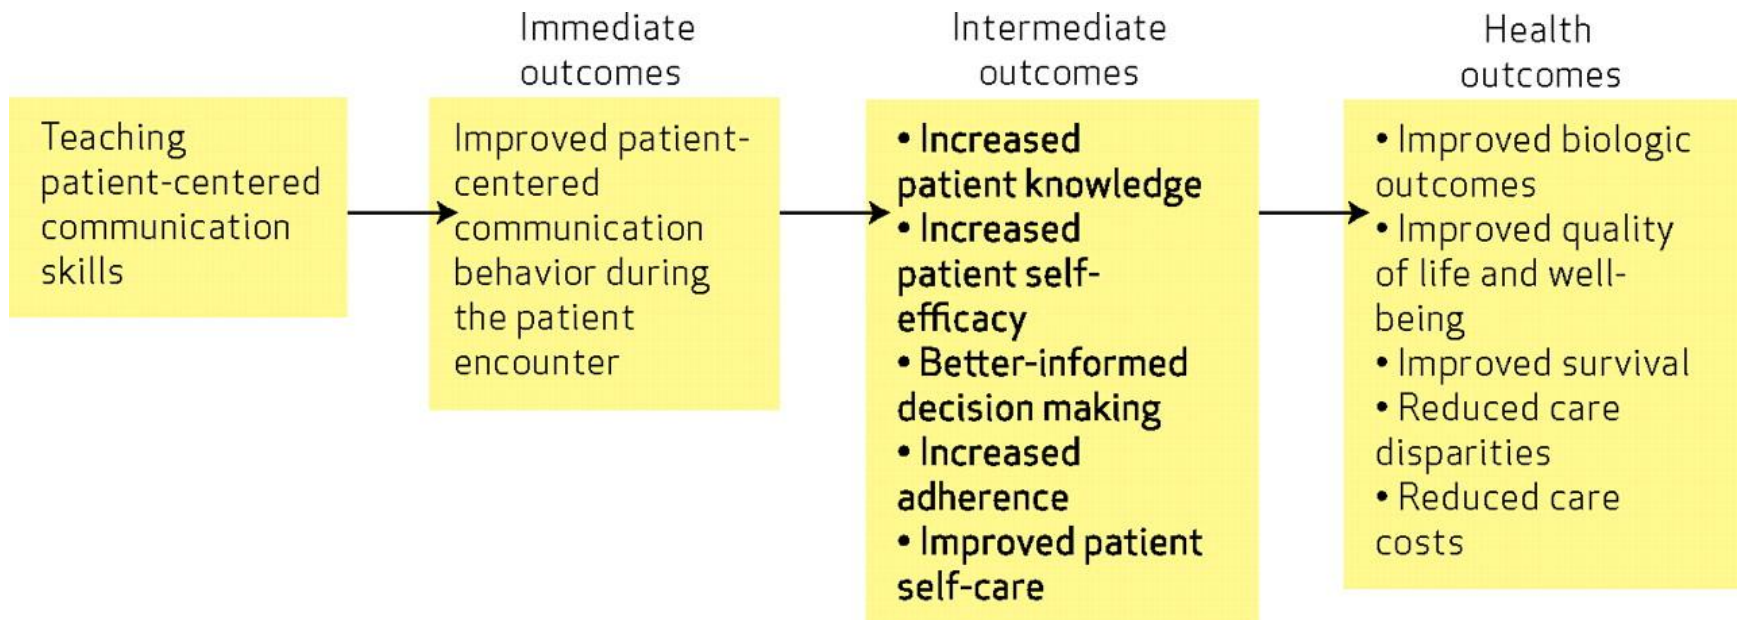 Immediate
outcomes
Intermediate
outcomes
Health
outcomes
Teaching
patient-centered
communication
skills
Improved patient-
centered
communication
behavior during
the patient
encounter
• Increased
patient knowledge
• Increased
patient self-
efficacy
• Better-informed
decision making
• Increased
adherence
• Improved patient
self-care
• Improved biologic
outcomes
• Improved quality
of life and well-
being
• Improved survival
• Reduced care
disparities
• Reduced care
costs